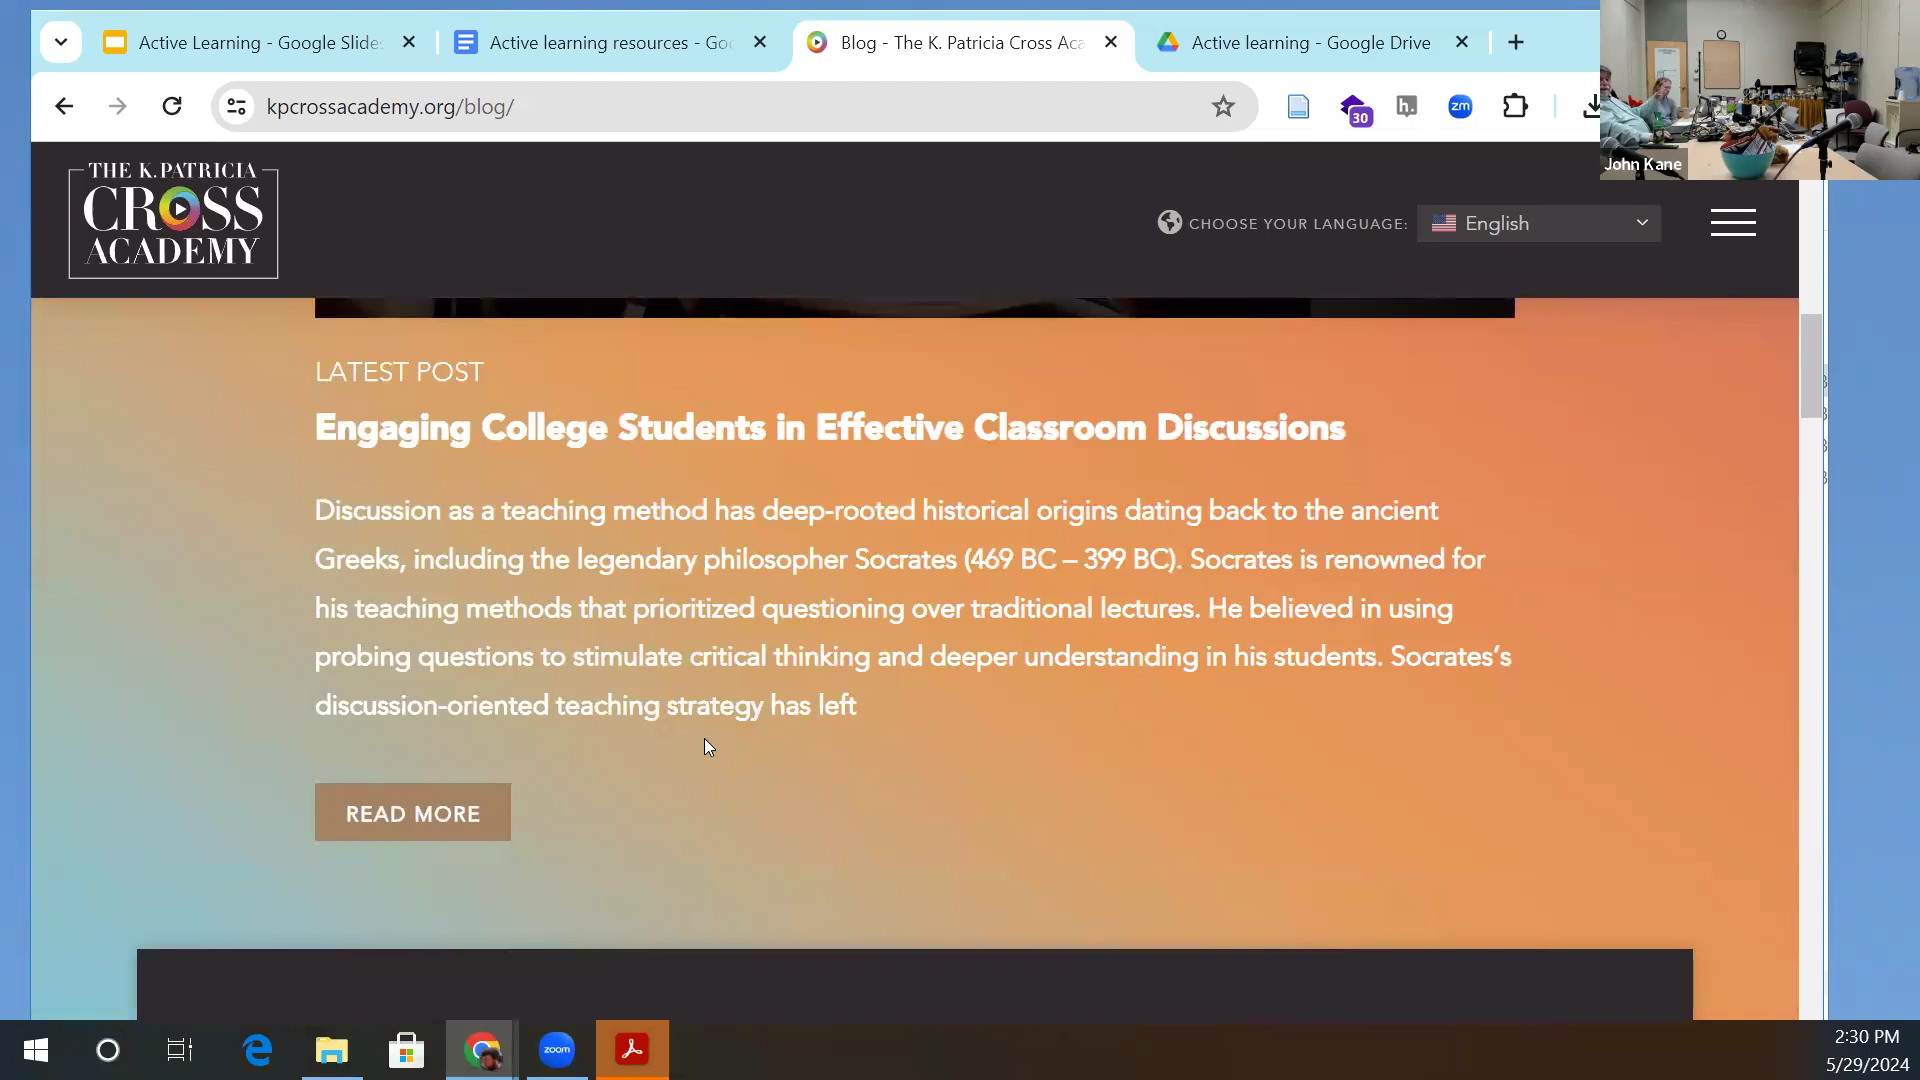 Active Learning - Google Slide
Active learning resources - Go
Blog - The K. Patricia Cross Aca
Active learning - Google Drive
kpcrossacademy.org/blog/
30
h.
zm
John Kane
THE K. PATRICIA
CROSS
ACADEMY
CHOOSE YOUR LANGUAGE:
English
LATEST POST
Engaging College Students in Effective Classroom Discussions
Discussion as a teaching method has deep-rooted historical origins dating back to the ancient
Greeks, including the legendary philosopher Socrates (469 BC – 399 BC). Socrates is renowned for
his teaching methods that prioritized questioning over traditional lectures. He believed in using
probing questions to stimulate critical thinking and deeper understanding in his students. Socrates’s
discussion-oriented teaching strategy has left
READ MORE
zoom
2:30 PM
5/29/2024